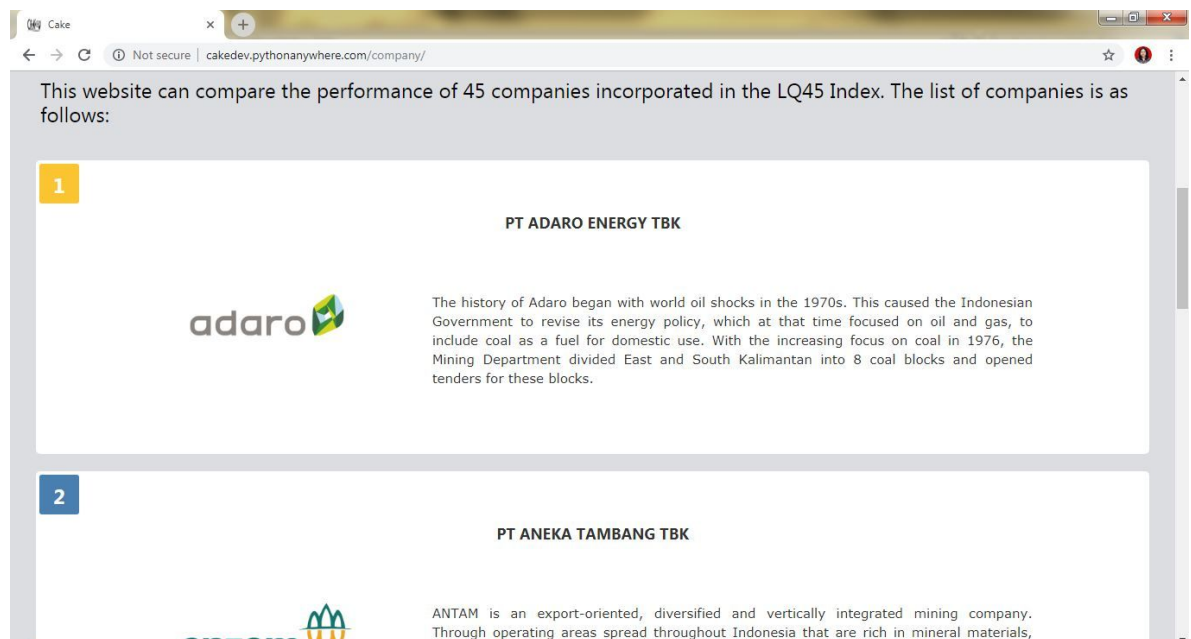 Cake
Not secure | cakedev.pythonanywhere.com/company/
This website can compare the performance of 45 companies incorporated in the LQ45 Index. The list of companies is as
follows:
1
PT ADARO ENERGY TBK
adaro
The history of Adaro began with world oil shocks in the 1970s. This caused the Indonesian
Government to revise its energy policy, which at that time focused on oil and gas, to
include coal as a fuel for domestic use. With the increasing focus on coal in 1976, the
Mining Department divided East and South Kalimantan into 8 coal blocks and opened
tenders for these blocks.
2
PT ANEKA TAMBANG TBK
ANTAM is an export-oriented, diversified and vertically integrated mining company.
Through operating areas spread throughout Indonesia that are rich in mineral materials,